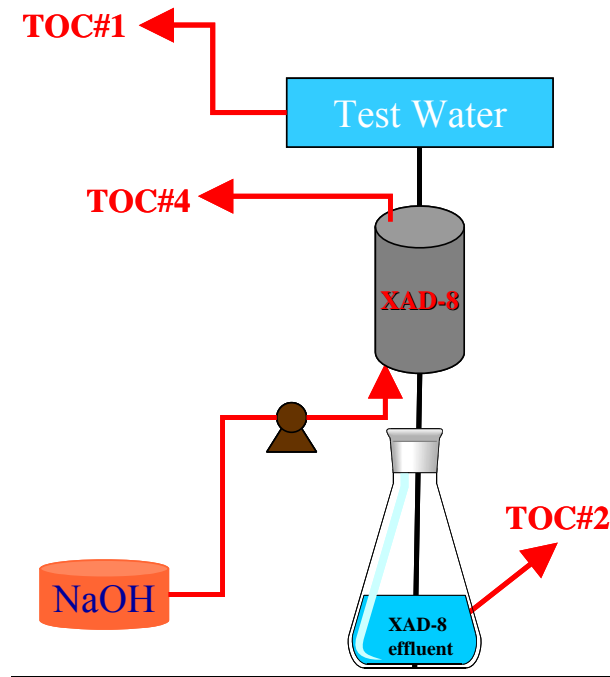 TOC#1
Test Water
TOC#4
XAD-8
TOC#2
NaOH
XAD-8
effluent